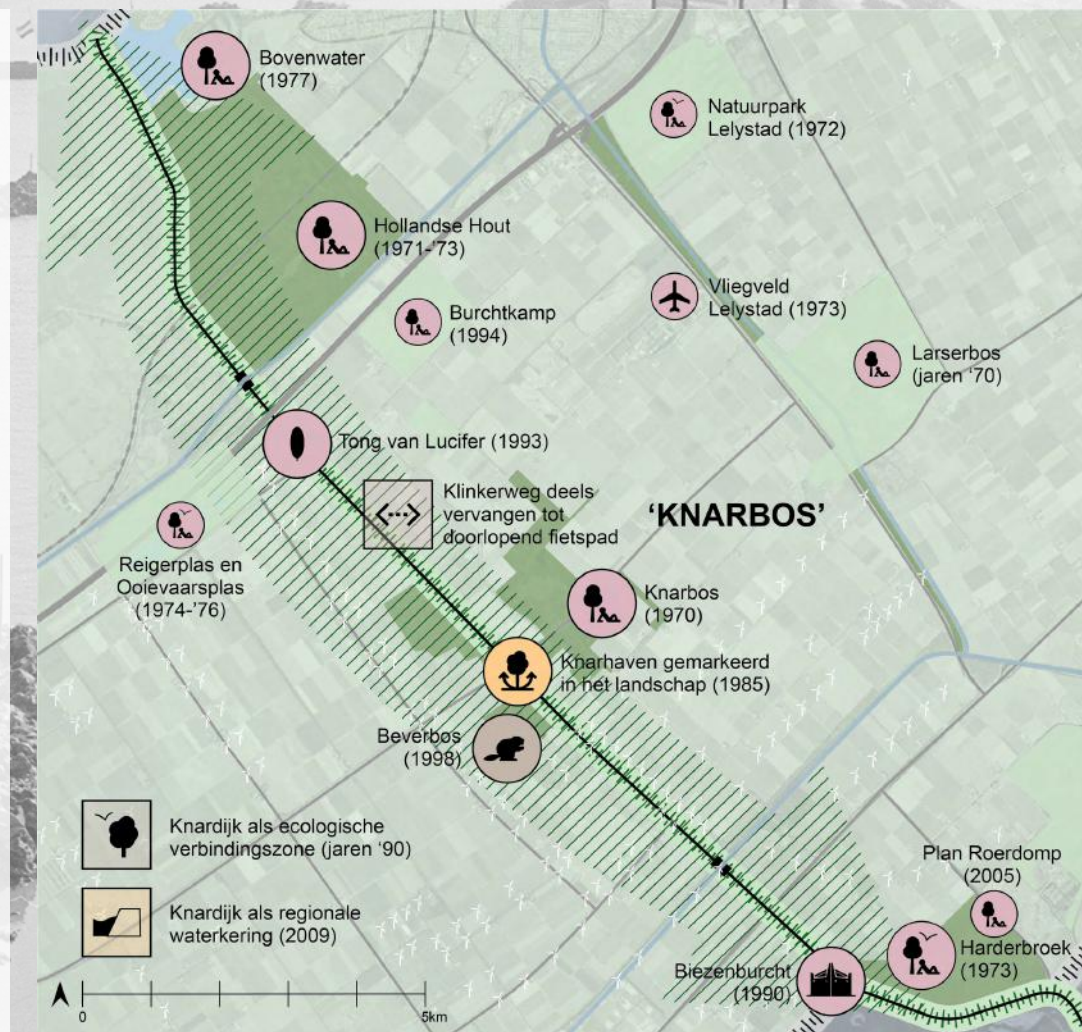 Bovenwater
(1977)
Natuurpark
Lelystad (1972)
Hollandse Hout
(1971-'73)
Vliegveld
Lelystad (1973)
Burchtkamp
(1994)
Larserbos
(jaren '70)
Tong van Lucifer (1993)
Klinkerweg deels
vervangen tot
doorlopend fietspad
'KNARBOS'
Reigerplas en
Ooievaarsplas
(1974-'76)
Knarbos
(1970)
Knarhaven gemarkeerd
in het landschap (1985)
Beverbos
(1998)
Knardijk als ecologische
verbindingszone (jaren '90)
Plan Roerdomp
(2005)
Knardijk als regionale
waterkering (2009)
Harderbroek
(1973)
Biezenburcht
(1990)
0
5km